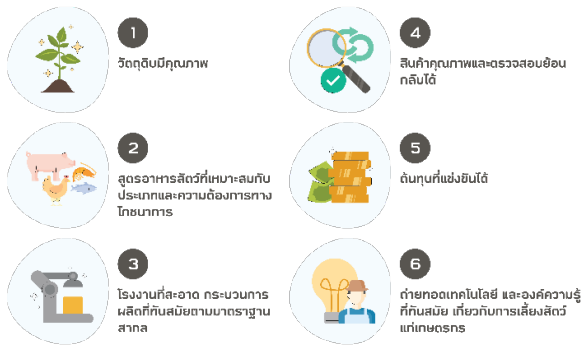 1
วัตถุดิบมีคุณภาพ
2
สูตรอาหารสัตว์ที่เหมาะสมกับ
ประเภทและความต้องการทาง
โภชนาการ
3
โรงงานที่สะอาด กระบวนการ
ผลิตที่ทันสมัยตามมาตราฐาน
สากล
4
สินค้าคุณภาพและตรวจสอบย้อน
กลับได้
5
ต้นทุนที่แข่งขันได้
6
ถ่ายทอดเทคโนโลยี และองค์ความรู้
ที่ทันสมัย เกี่ยวกับการเลี้ยงสัตว์
แก่เกษตรกร